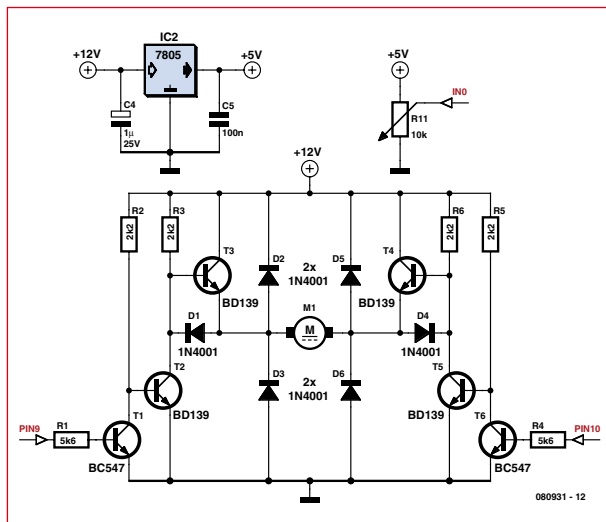 IC2
7805
+12V
+5V
C4
1µ
25V
C5
100n
+5V
IN0
R11
10k
+12V
R2
2k2
R3
2k2
R6
2k2
R5
2k2
T3
BD139
D2
2x
1N4001
D5
T4
BD139
D1
1N4001
M1
M
D4
1N4001
T2
BD139
D3
2x
1N4001
D6
T5
BD139
PIN9
R1
5k6
T1
BC547
T6
BC547
R4
5k6
PIN10
080931 - 12